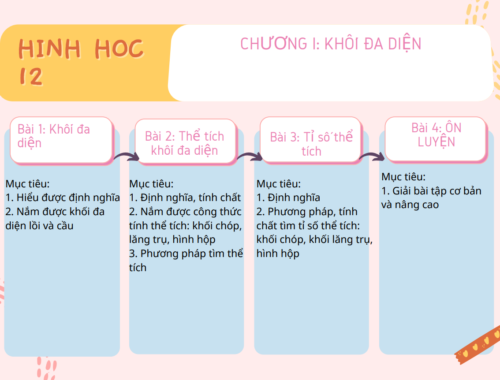 HINH HOC
12
CHƯƠNG I: KHÔI ĐA DIỆN
Bài 1: Khôi đa
diện
Mục tiêu:
1. Hiểu được định nghĩa
2. Nắm được khối đa
diện lồi và cầu
Bài 2: Thể tích
khôi đa diện
Mục tiêu:
1. Định nghĩa, tính chất
2. Nắm được công thức
tính thể tích: khối chóp,
lăng trụ, hình hộp
3. Phương pháp tìm thể
tích
Bài 3: Tỉ số thể
tích
Mục tiêu:
1. Định nghĩa
2. Phương pháp, tính
chất tìm tỉ số thể tích:
khối chóp, khối lăng trụ,
hình hộp
Bài 4: ÔN
LUYỆN
Mục tiêu:
1. Giải bài tập cơ bản
và nâng cao